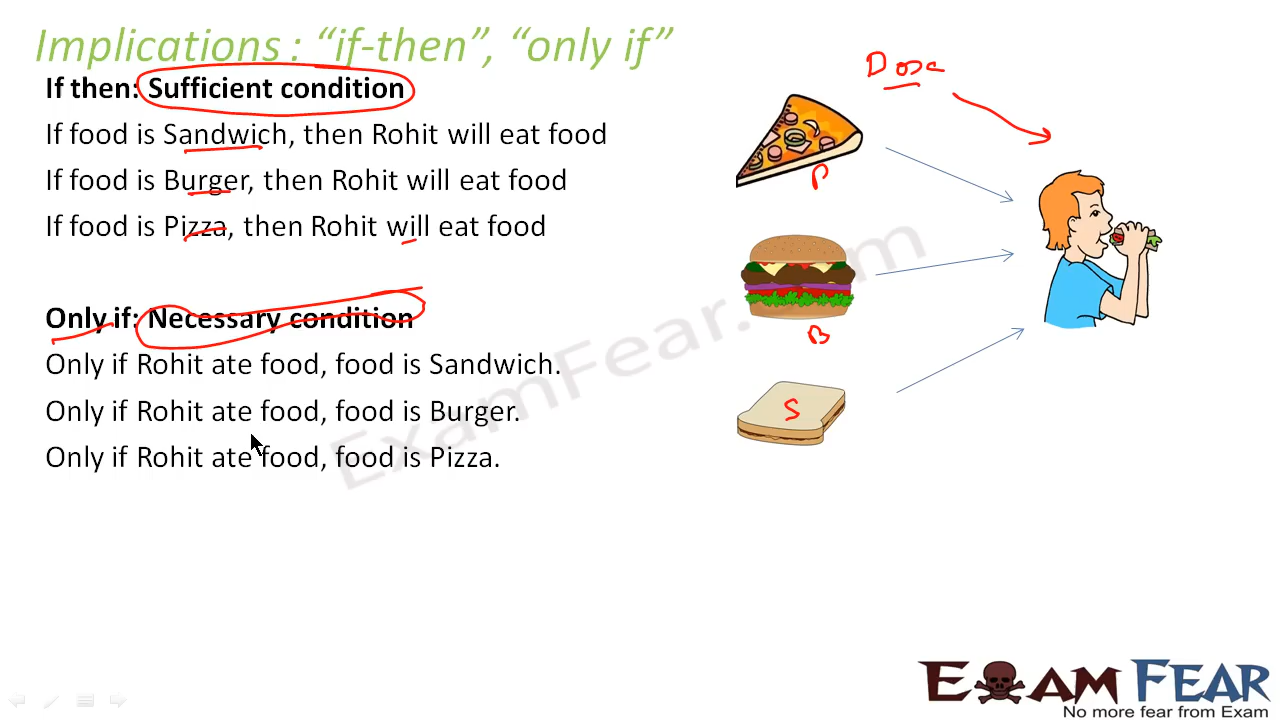 Implications : “if-then”, “only if”
If then: Sufficient condition
If food is Sandwich, then Rohit will eat food
If food is Burger, then Rohit will eat food
If food is Pizza, then Rohit will eat food
Only if: Necessary condition
Only if Rohit ate food, food is Sandwich.
Only if Rohit ate food, food is Burger.
Only if Rohit ate food, food is Pizza.
Dosa
P
B
S
ExamFear.com
EXAM FEAR
No more fear from Exam